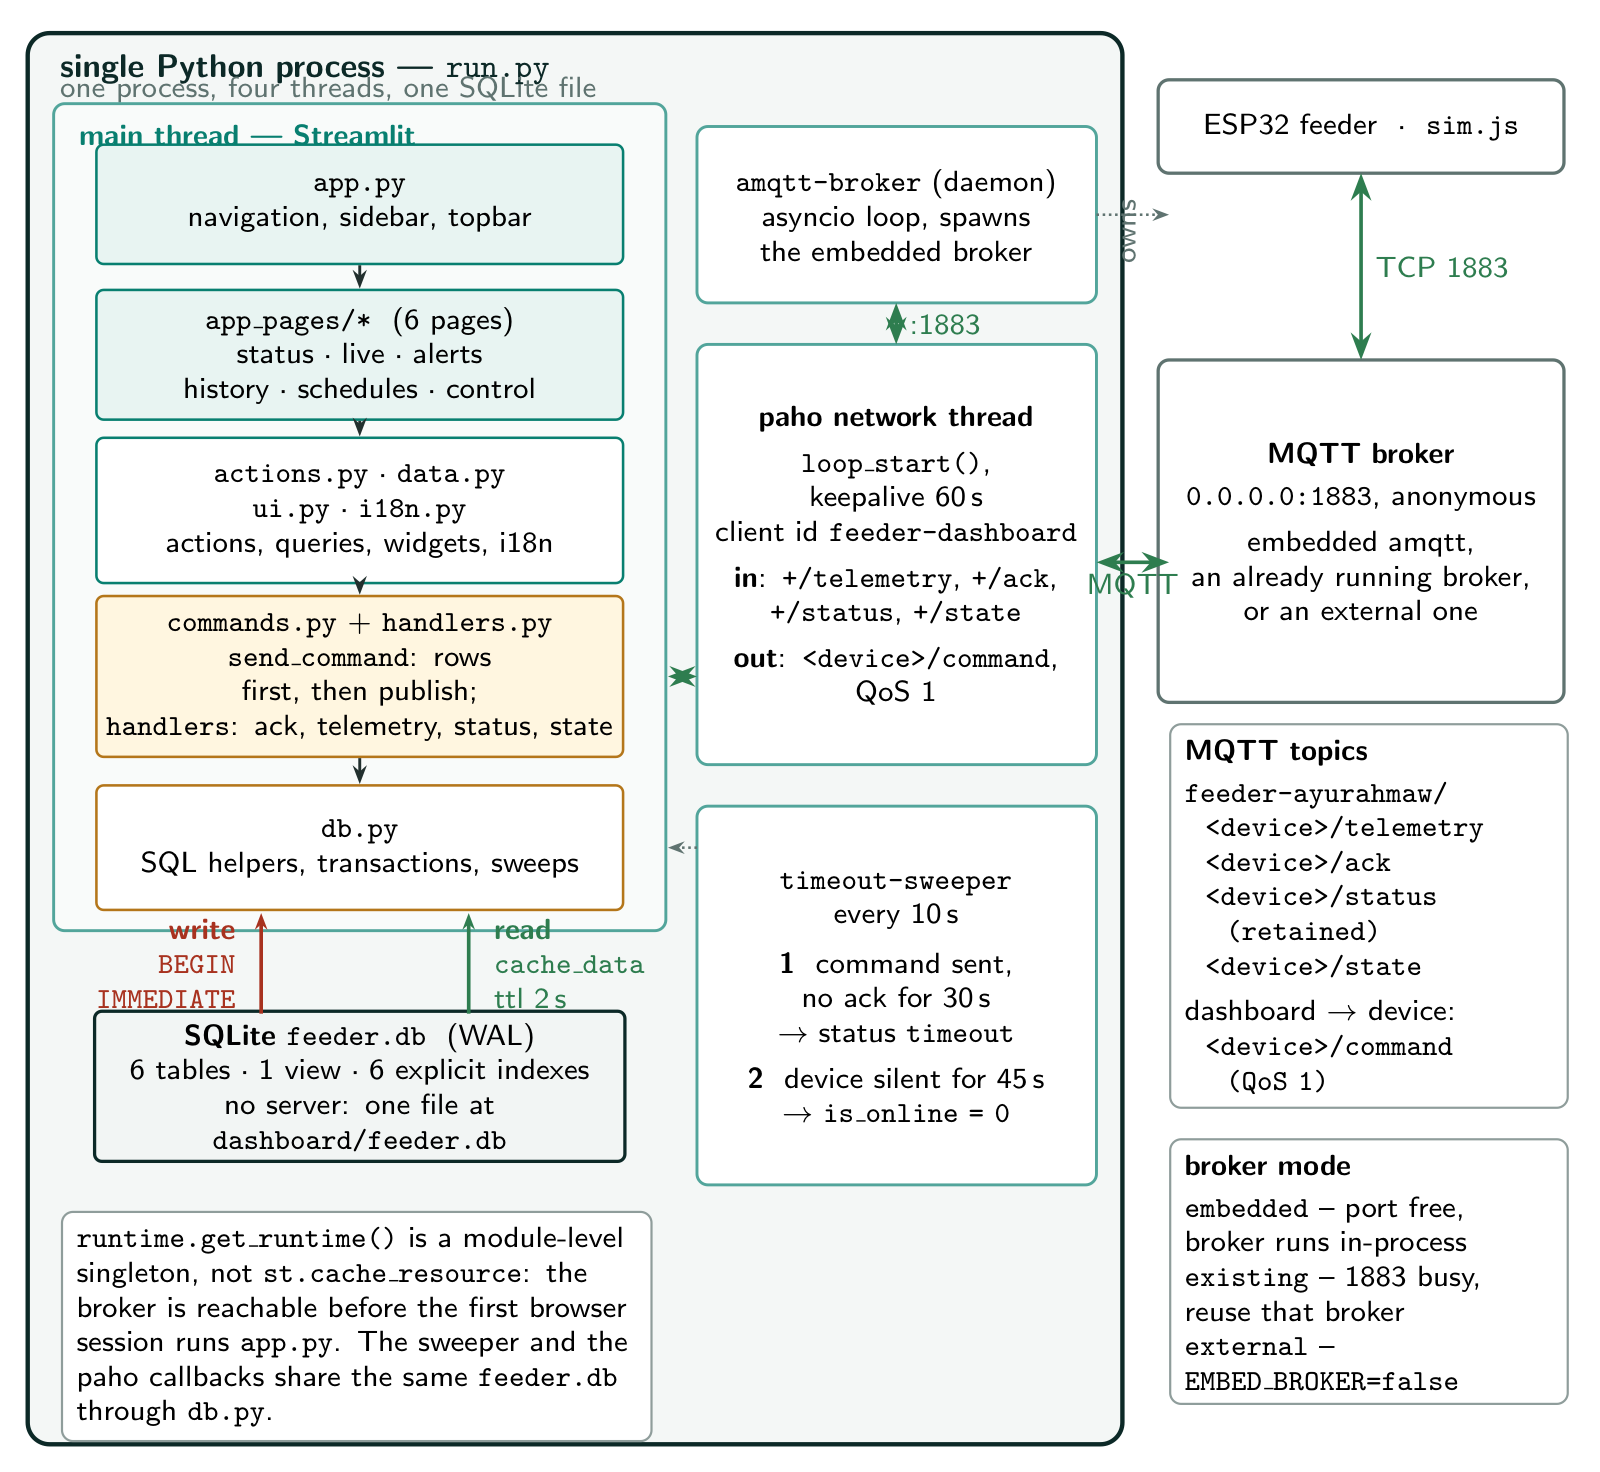 single Python process — run.py
one process, four threads, one SQLite file
main thread — Streamlit
app.py
navigation, sidebar, topbar
app_pages/* (6 pages)
status · live · alerts
history · schedules · control
actions.py · data.py
ui.py · i18n.py
actions, queries, widgets, i18n
commands.py + handlers.py
send_command: rows
first, then publish;
handlers: ack, telemetry, status, state
db.py
SQL helpers, transactions, sweeps
write
BEGIN
IMMEDIATE
read
cache_data
ttl 2 s
SQLite feeder.db (WAL)
6 tables · 1 view · 6 explicit indexes
no server: one file at
dashboard/feeder.db
runtime.get_runtime() is a module-level
singleton, not st.cache_resource: the
broker is reachable before the first browser
session runs app.py. The sweeper and the
paho callbacks share the same feeder.db
through db.py.
amqtt-broker (daemon)
asyncio loop, spawns
the embedded broker
owns
:1883
paho network thread
loop_start(),
keepalive 60 s
client id feeder-dashboard
in: +/telemetry, +/ack,
+/status, +/state
out: <device>/command,
QoS 1
MQTT
timeout-sweeper
every 10 s
1 command sent,
no ack for 30 s
→ status timeout
2 device silent for 45 s
→ is_online = 0
ESP32 feeder · sim.js
TCP 1883
MQTT broker
0.0.0.0:1883, anonymous
embedded amqtt,
an already running broker,
or an external one
MQTT topics
feeder-ayurahmaw/
<device>/telemetry
<device>/ack
<device>/status
(retained)
<device>/state
dashboard → device:
<device>/command
(QoS 1)
broker mode
embedded – port free,
broker runs in-process
existing – 1883 busy,
reuse that broker
external –
EMBED_BROKER=false